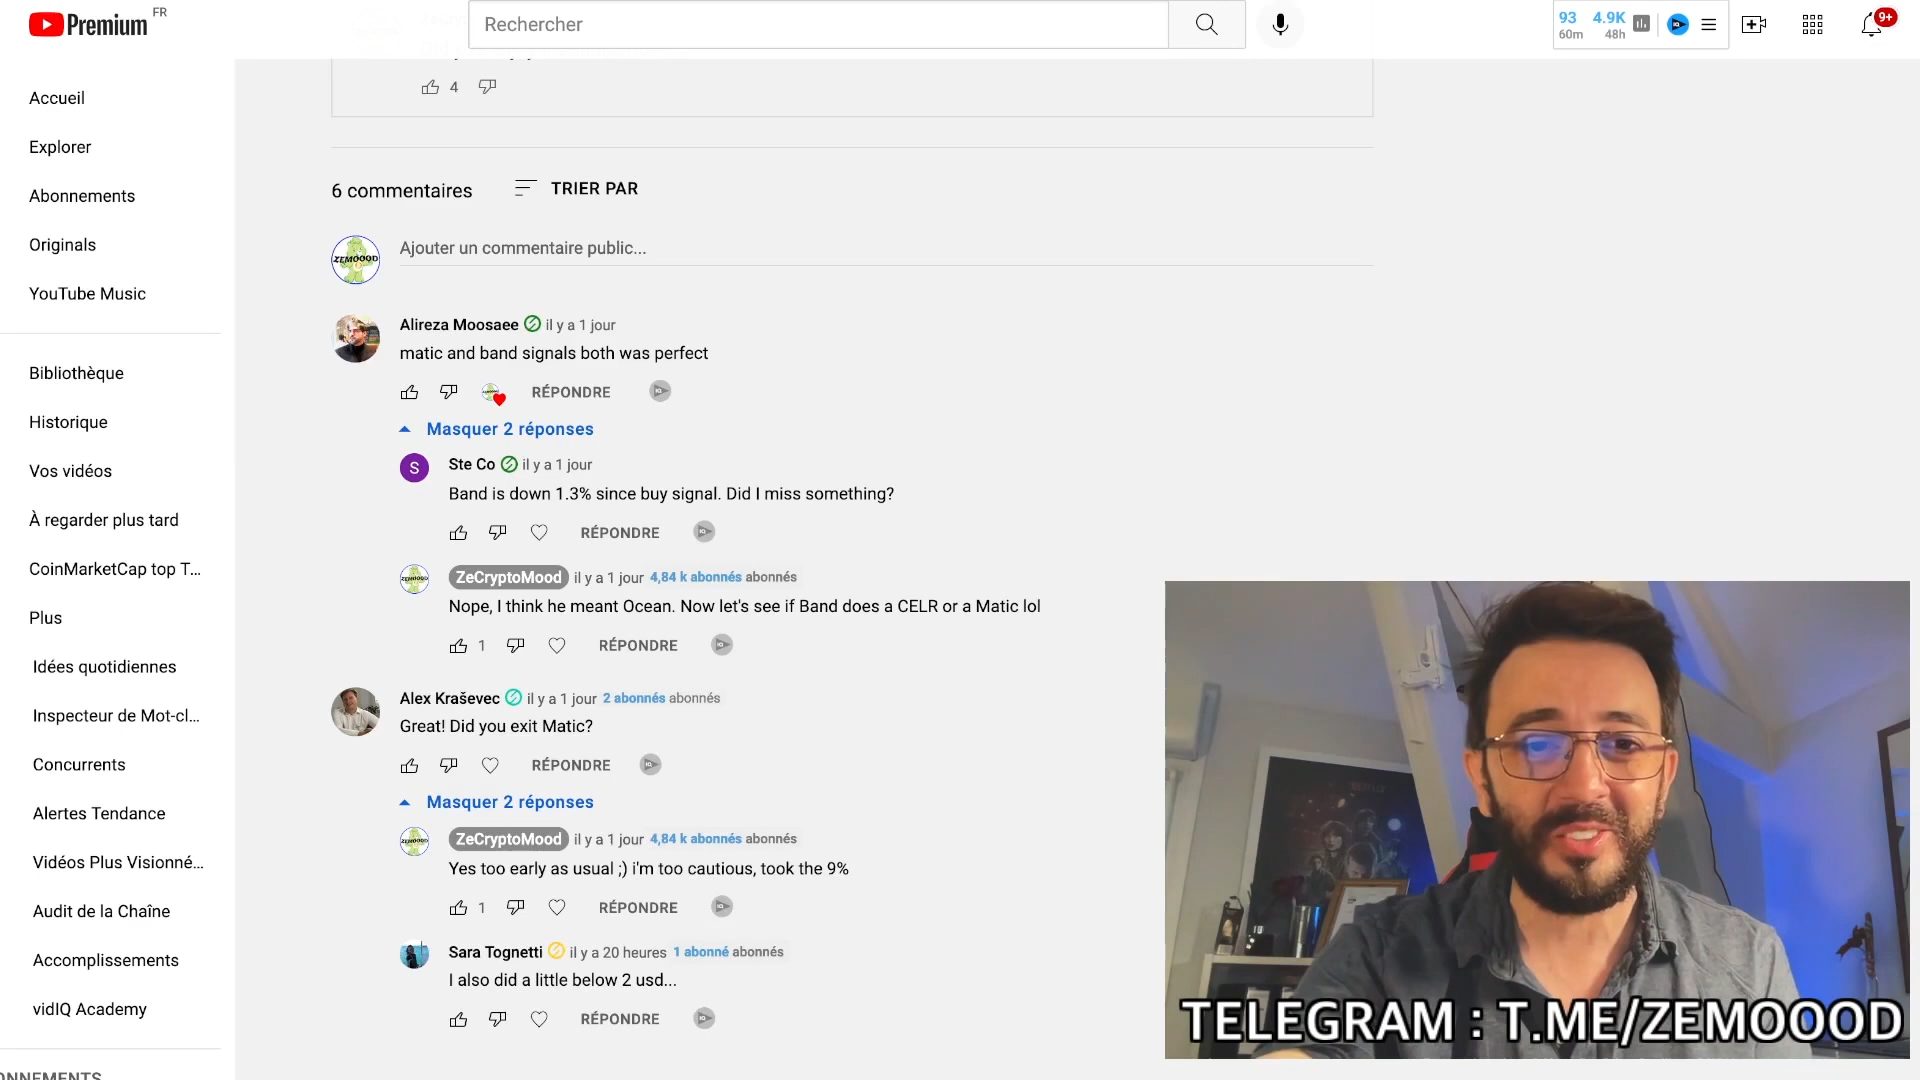 Premium FR
Rechercher
93 4.9K
60m 48h
9+
Accueil
Explorer
Abonnements
Originals
YouTube Music
Bibliothèque
Historique
Vos vidéos
À regarder plus tard
CoinMarketCap top T...
Plus
Idées quotidiennes
Inspecteur de Mot-cl...
Concurrents
Alertes Tendance
Vidéos Plus Visionné...
Audit de la Chaîne
Accomplissements
vidIQ Academy
4
6 commentaires TRIER PAR
ZEMOOOD
Ajouter un commentaire public...
Alireza Moosaee il y a 1 jour
matic and band signals both was perfect
RÉPONDRE
Masquer 2 réponses
S
Ste Co il y a 1 jour
Band is down 1.3% since buy signal. Did I miss something?
RÉPONDRE
ZeCryptoMood il y a 1 jour 4,84 k abonnés abonnés
Nope, I think he meant Ocean. Now let's see if Band does a CELR or a Matic lol
1 RÉPONDRE
Alex Kraševec il y a 1 jour 2 abonnés abonnés
Great! Did you exit Matic?
RÉPONDRE
Masquer 2 réponses
ZeCryptoMood il y a 1 jour 4,84 k abonnés abonnés
Yes too early as usual ;) i'm too cautious, took the 9%
1 RÉPONDRE
Sara Tognetti il y a 20 heures 1 abonné abonnés
I also did a little below 2 usd...
RÉPONDRE
TELEGRAM : T.ME/ZEMOOOD